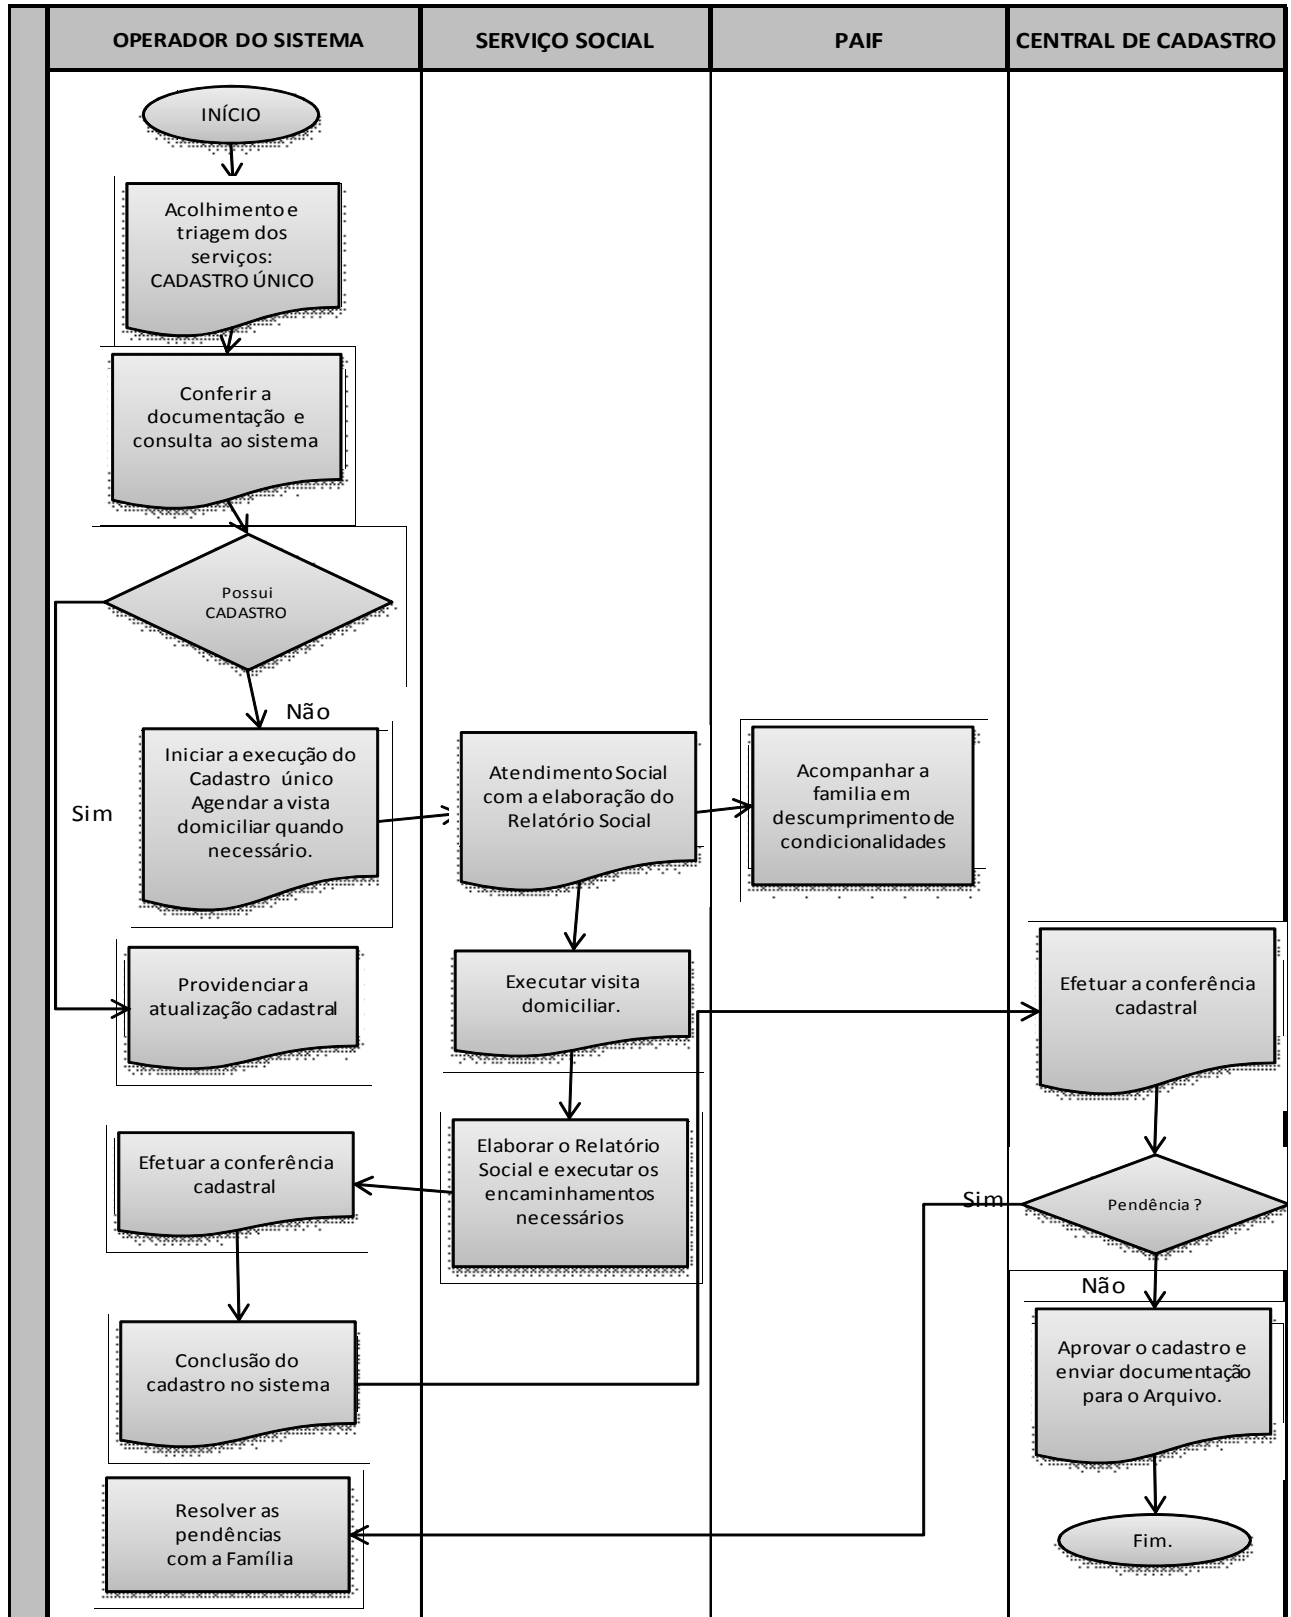 OPERADOR DO SISTEMA
SERVIÇO SOCIAL
PAIF
CENTRAL DE CADASTRO
INÍCIO
Acolhimento e
triagem dos
serviços:
CADASTRO ÚNICO
Conferir a
documentação e
consulta ao sistema
Possui
CADASTRO
Não
Sim
Iniciar a execução do
Cadastro único
Agendar a vista
domiciliar quando
necessário.
Atendimento Social
com a elaboração do
Relatório Social
Acompanhar a
familia em
descumprimento de
condicionalidades
Providenciar a
atualização cadastral
Executar visita
domiciliar.
Efetuar a conferência
cadastral
Efetuar a conferência
cadastral
Elaborar o Relatório
Social e executar os
encaminhamentos
necessários
Sim
Pendência ?
Não
Conclusão do
cadastro no sistema
Aprovar o cadastro e
enviar documentação
para o Arquivo.
Resolver as
pendências
com a Família
Fim.